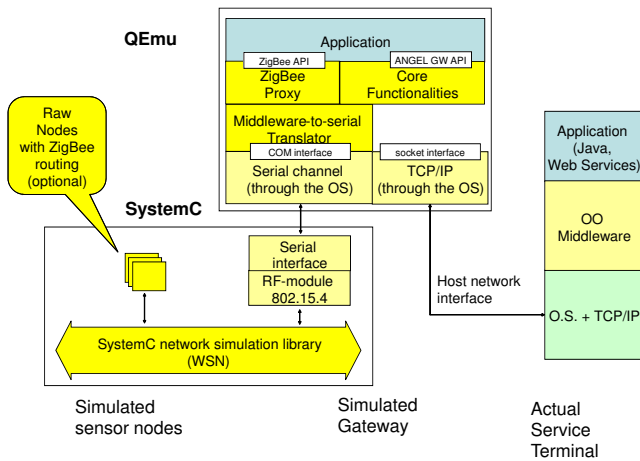 QEmu
Application
ZigBee API
ANGEL GW API
ZigBee
Proxy
Core
Functionalities
Middleware-to-serial
Translator
COM interface
socket interface
Serial channel
(through the OS)
TCP/IP
(through the OS)
Raw
Nodes
with ZigBee
routing
(optional)
SystemC
Serial
interface
RF-module
802.15.4
SystemC network simulation library
(WSN)
Host network
interface
Application
(Java,
Web Services)
OO
Middleware
O.S. + TCP/IP
Simulated
sensor nodes
Simulated
Gateway
Actual
Service
Terminal